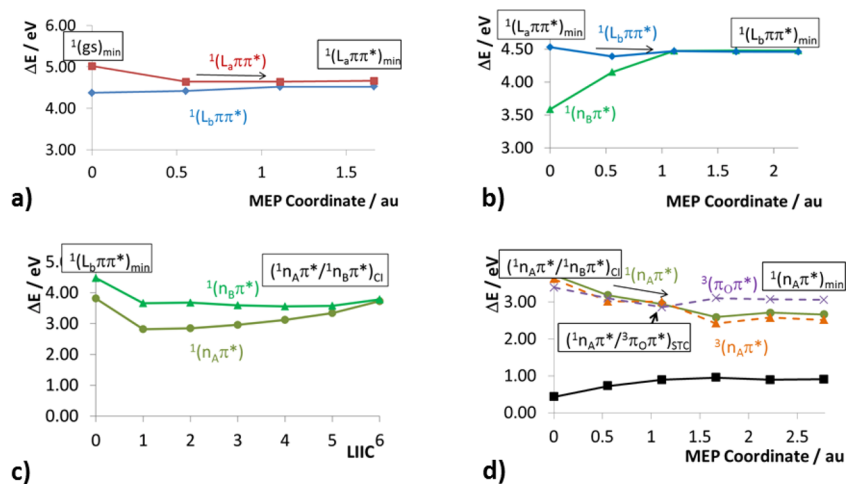 6.00
5.00
4.00
3.00
ΔE / eV
¹(gs)min
¹(Laππ*)
¹(Laππ*)min
¹(Lbππ*)
0
0.5
1
1.5
MEP Coordinate / au
a)
4.50
4.00
3.50
3.00
ΔE / eV
¹(Laππ*)min
¹(Lbππ*)
¹(Lbππ*)min
¹(nBπ*)
0
0.5
1
1.5
2
MEP Coordinate / au
b)
4.00
3.00
2.00
1.00
0.00
ΔE / eV
¹(Lbππ*)min
¹(nBπ*)
(¹nAπ*/¹nBπ*)CI
¹(nAπ*)
0
1
2
3
4
5
6
LIIC
c)
3.00
2.00
1.00
0.00
ΔE / eV
(¹nAπ*/¹nBπ*)CI
¹(nAπ*)
³(πOπ*)
¹(nAπ*)min
(¹nAπ*/³πOπ*)STC
³(nAπ*)
0
0.5
1
1.5
2
2.5
MEP Coordinate / au
d)